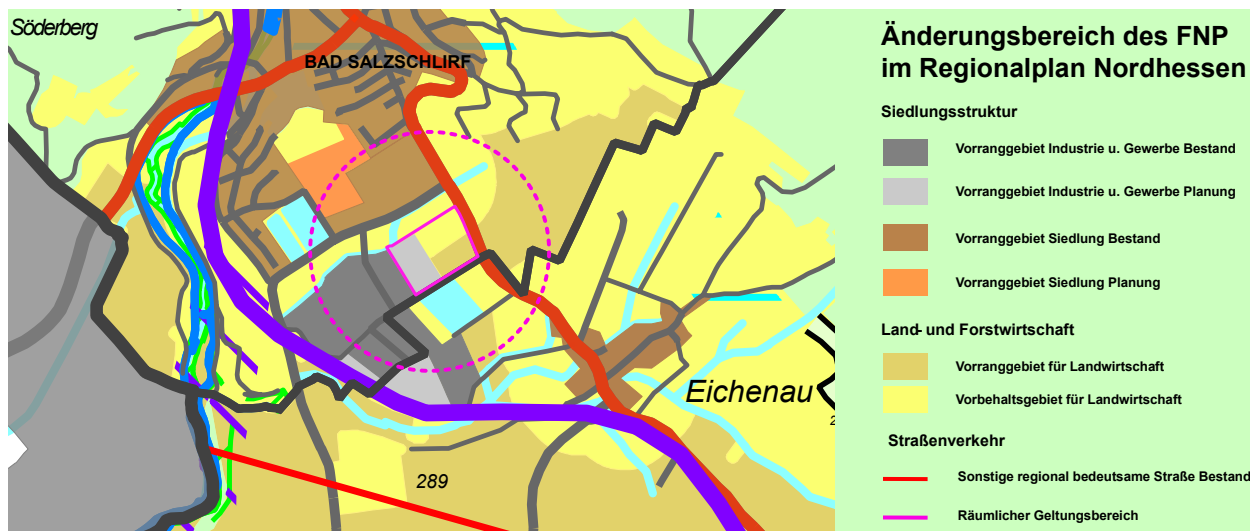 Söderberg
BAD SALZSCHLIRF
Eichenau
289
2
Änderungsbereich des FNP
im Regionalplan Nordhessen
Siedlungsstruktur
Vorranggebiet Industrie u. Gewerbe Bestand
Vorranggebiet Industrie u. Gewerbe Planung
Vorranggebiet Siedlung Bestand
Vorranggebiet Siedlung Planung
Land- und Forstwirtschaft
Vorranggebiet für Landwirtschaft
Vorbehaltsgebiet für Landwirtschaft
Straßenverkehr
Sonstige regional bedeutsame Straße Bestand
Räumlicher Geltungsbereich